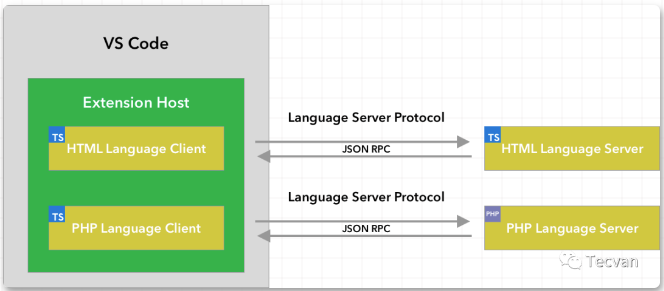 VS Code
Extension Host
TS
HTML Language Client
Language Server Protocol
JSON RPC
TS
HTML Language Server
TS
PHP Language Client
Language Server Protocol
JSON RPC
PHP
PHP Language Server
Tecvan